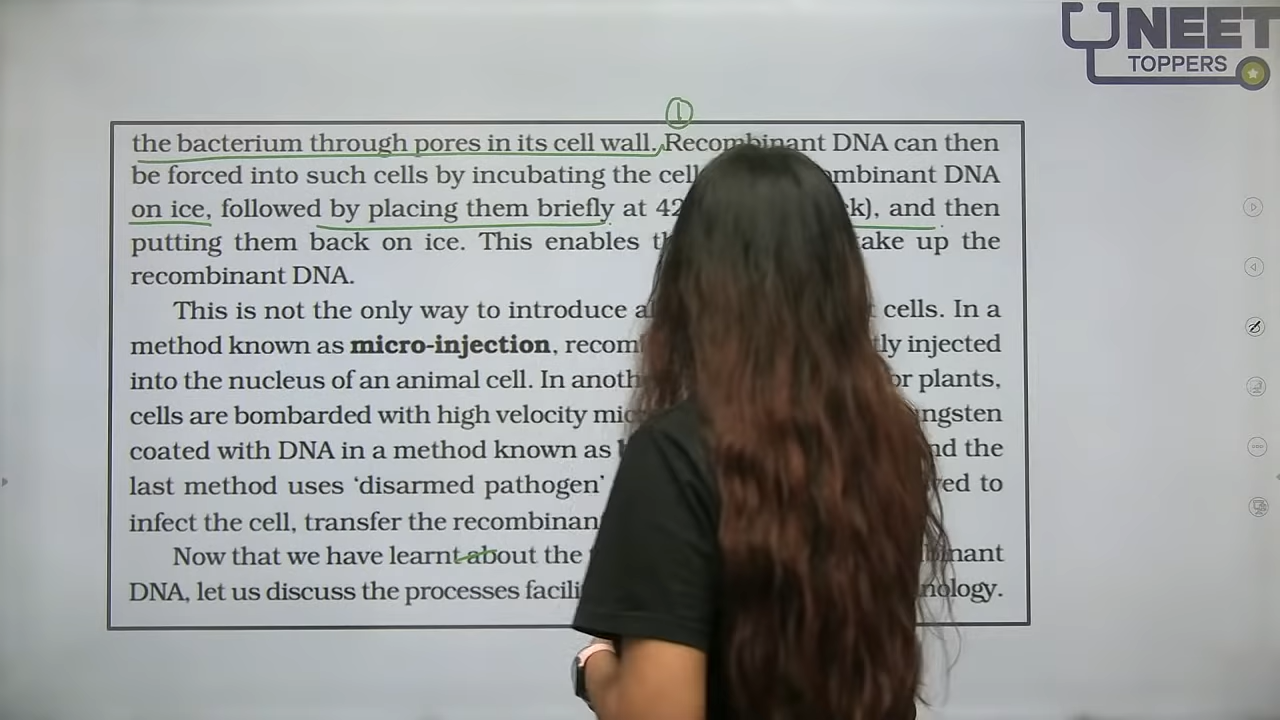 NEET
TOPPERS
1
the bacterium through pores in its cell wall. Recombinant DNA can then
be forced into such cells by incubating the cell ombinant DNA
on ice, followed by placing them briefly at 42 k), and then
putting them back on ice. This enables th take up the
recombinant DNA.
This is not the only way to introduce al t cells. In a
method known as micro-injection, recom tly injected
into the nucleus of an animal cell. In anoth or plants,
cells are bombarded with high velocity mic ngsten
coated with DNA in a method known as nd the
last method uses ‘disarmed pathogen’ ved to
infect the cell, transfer the recombinan
Now that we have learnt about the binant
DNA, let us discuss the processes facili nology.